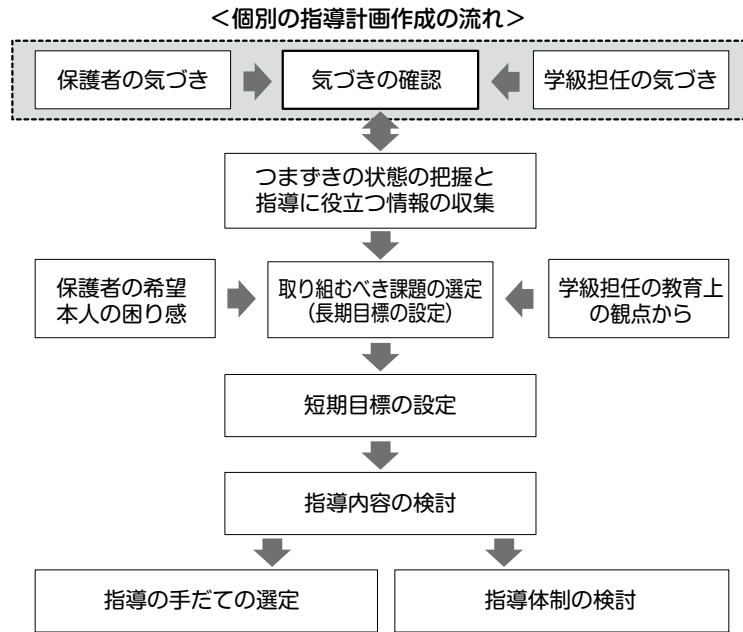 <個別の指導計画作成の流れ>
保護者の気づき
気づきの確認
学級担任の気づき
つまずきの状態の把握と
指導に役立つ情報の収集
保護者の希望
本人の困り感
取り組むべき課題の選定
(長期目標の設定)
学級担任の教育上
の観点から
短期目標の設定
指導内容の検討
指導の手だての選定
指導体制の検討